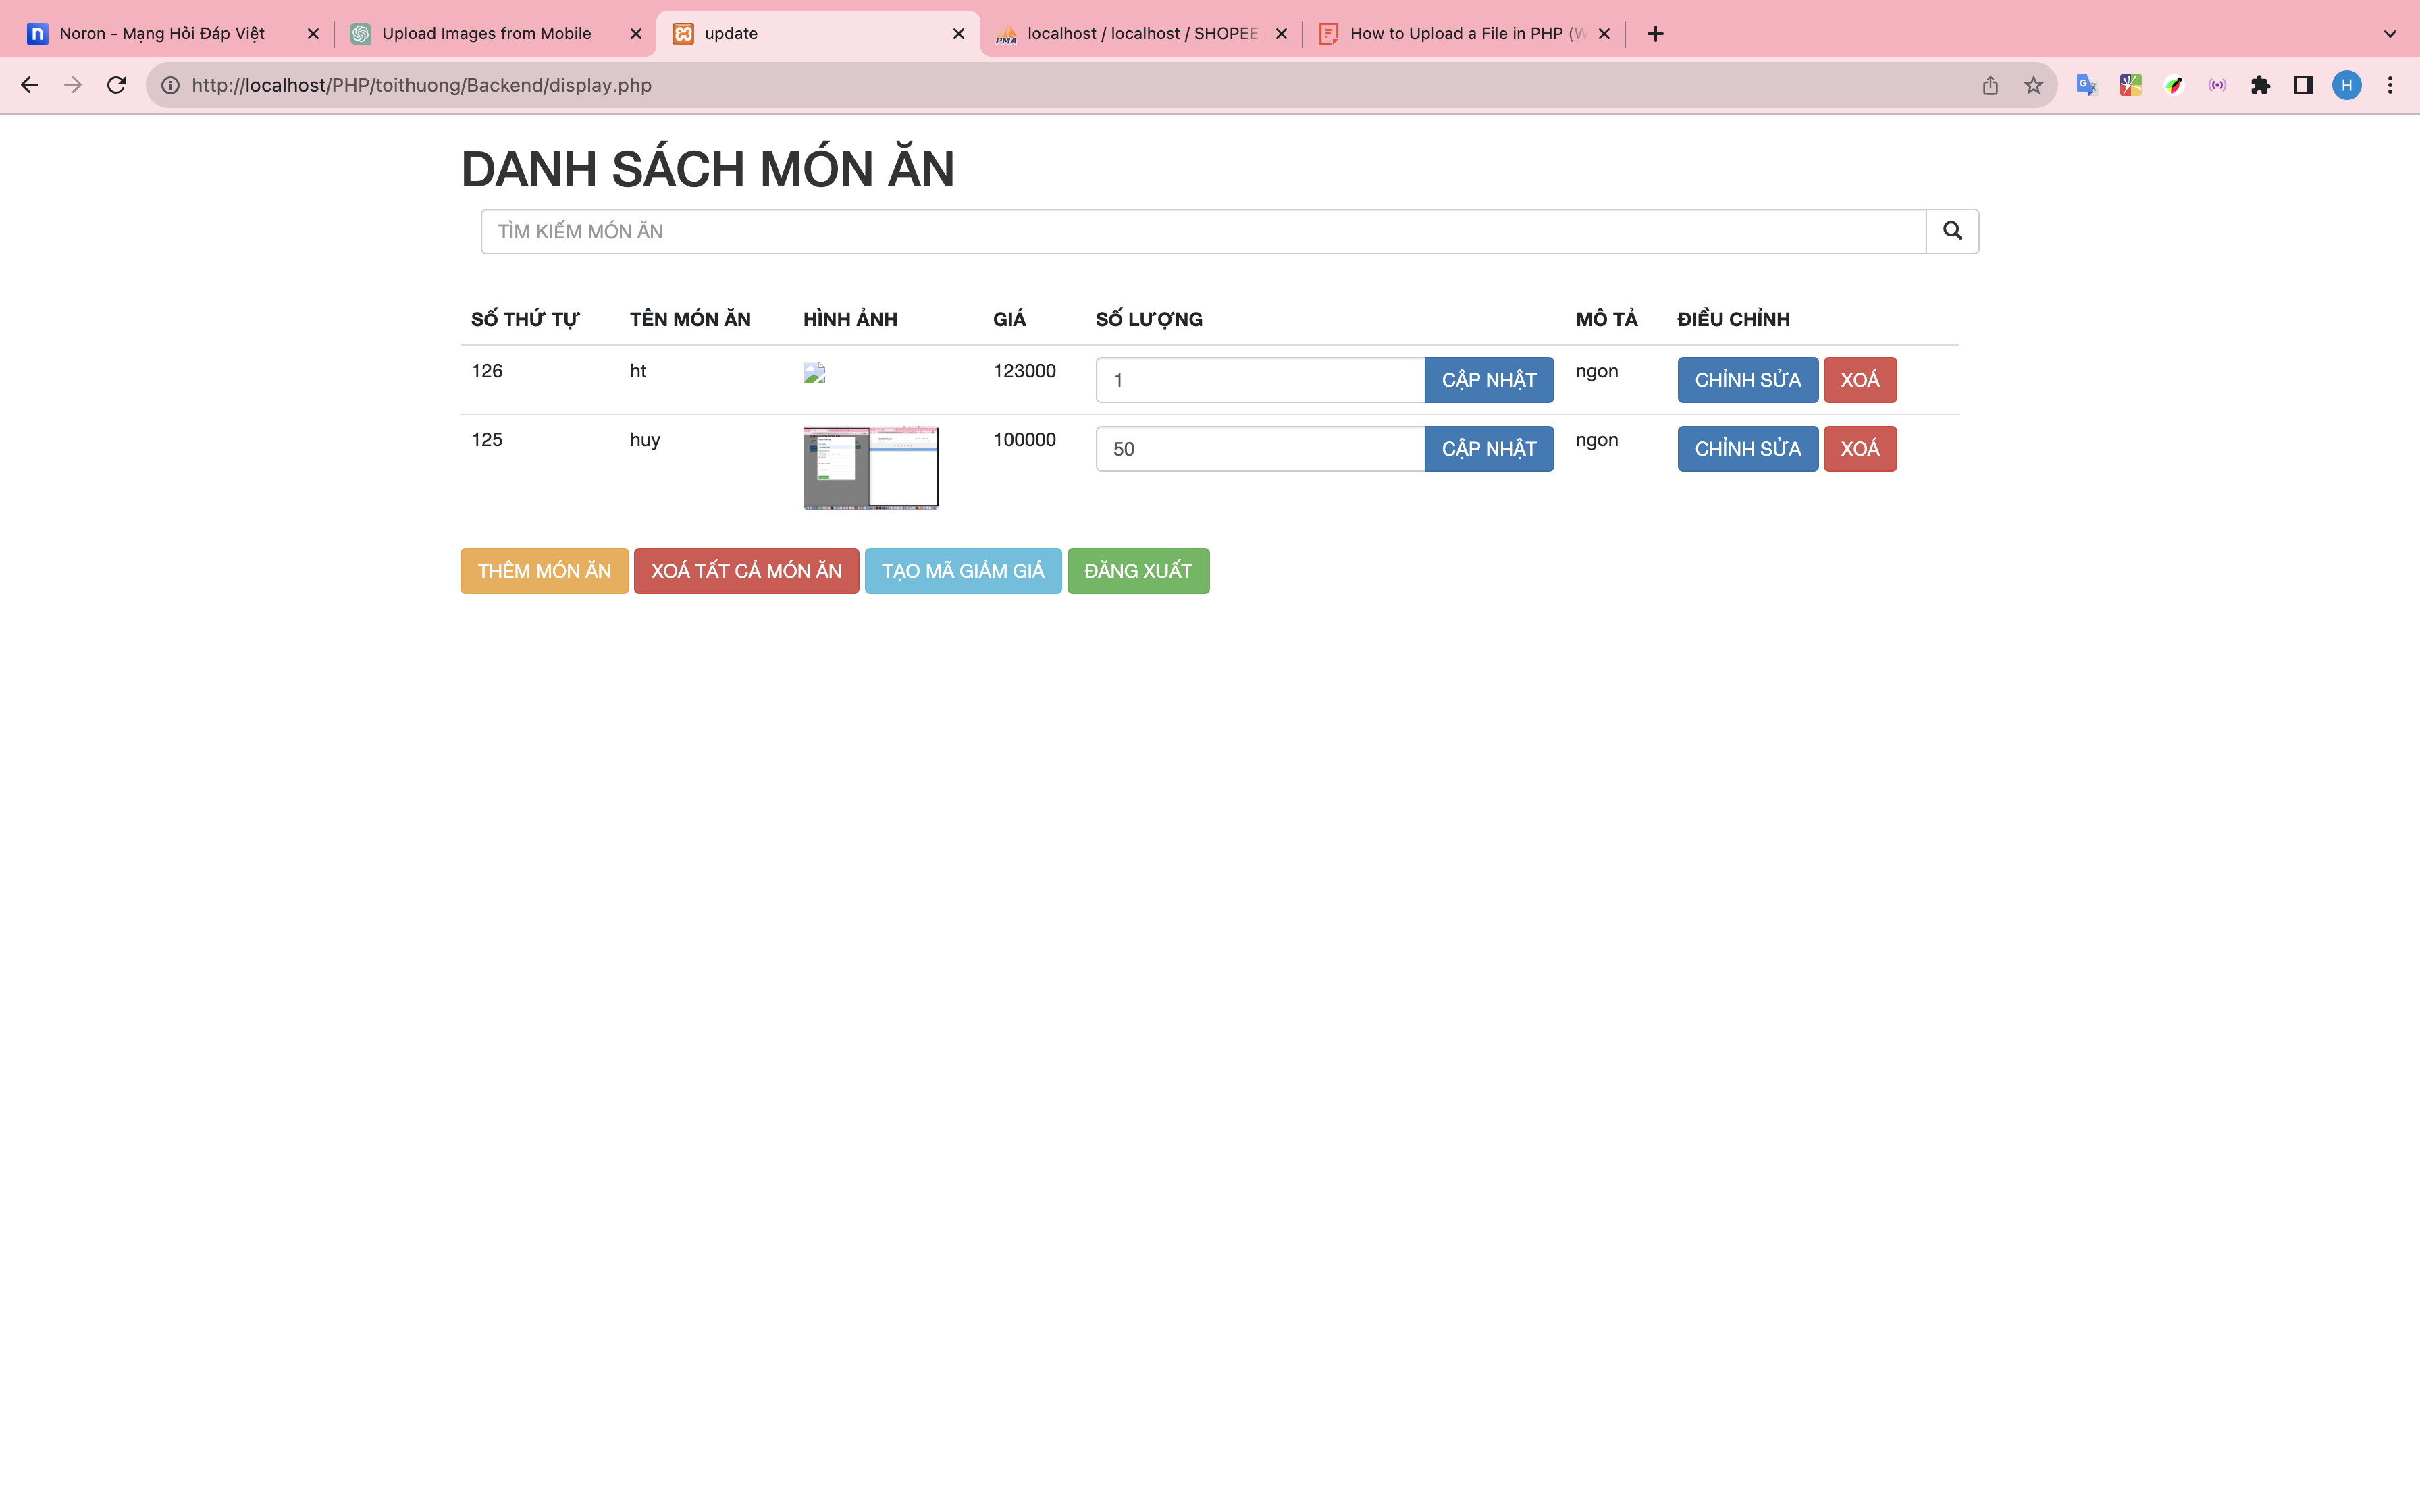 Noron - Mạng Hỏi Đáp Việt
Upload Images from Mobile
update
localhost / localhost / SHOPEE
How to Upload a File in PHP (W
http://localhost/PHP/toithuong/Backend/display.php
H
DANH SÁCH MÓN ĂN
TÌM KIẾM MÓN ĂN
SỐ THỨ TỰ TÊN MÓN ĂN HÌNH ẢNH GIÁ SỐ LƯỢNG MÔ TẢ ĐIỀU CHỈNH
126 ht 123000 1 CẬP NHẬT ngon CHỈNH SỬA XOÁ
125 huy 100000 50 CẬP NHẬT ngon CHỈNH SỬA XOÁ
THÊM MÓN ĂN XOÁ TẤT CẢ MÓN ĂN TẠO MÃ GIẢM GIÁ ĐĂNG XUẤT